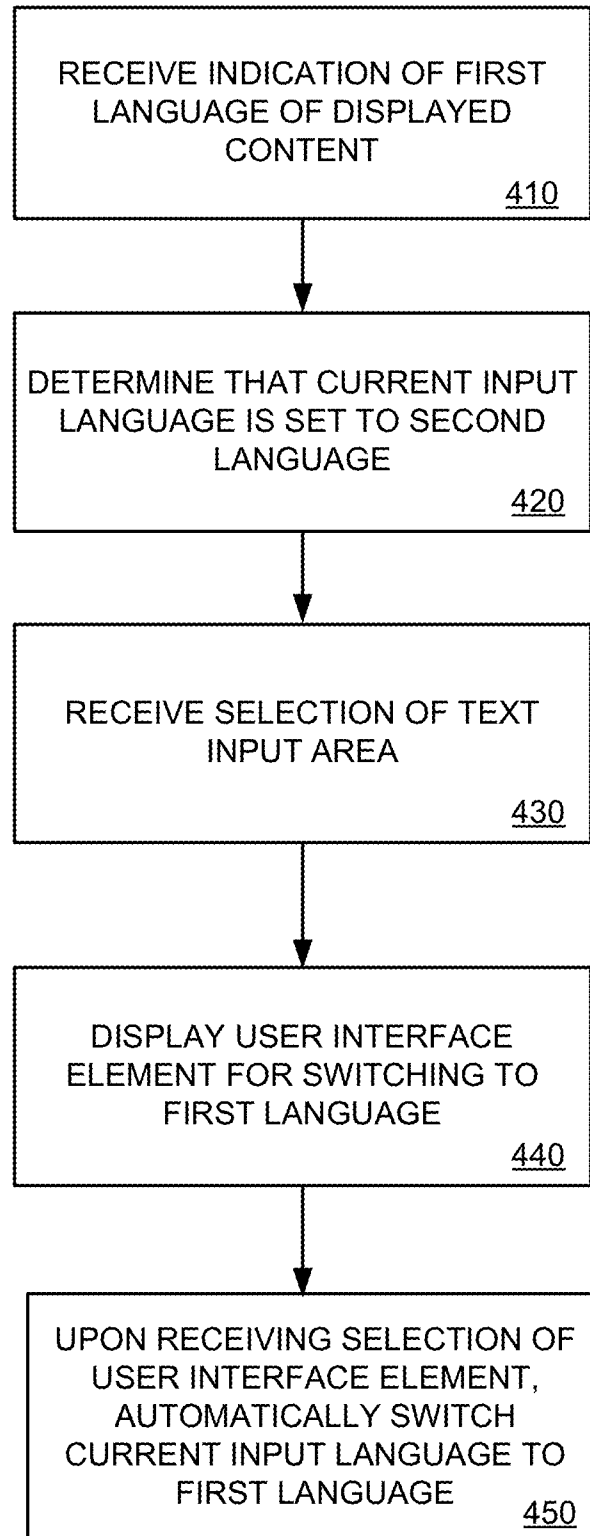 RECEIVE INDICATION OF FIRST
LANGUAGE OF DISPLAYED
CONTENT
410
DETERMINE THAT CURRENT INPUT
LANGUAGE IS SET TO SECOND
LANGUAGE
420
RECEIVE SELECTION OF TEXT
INPUT AREA
430
DISPLAY USER INTERFACE
ELEMENT FOR SWITCHING TO
FIRST LANGUAGE
440
UPON RECEIVING SELECTION OF
USER INTERFACE ELEMENT,
AUTOMATICALLY SWITCH
CURRENT INPUT LANGUAGE TO
FIRST LANGUAGE
450